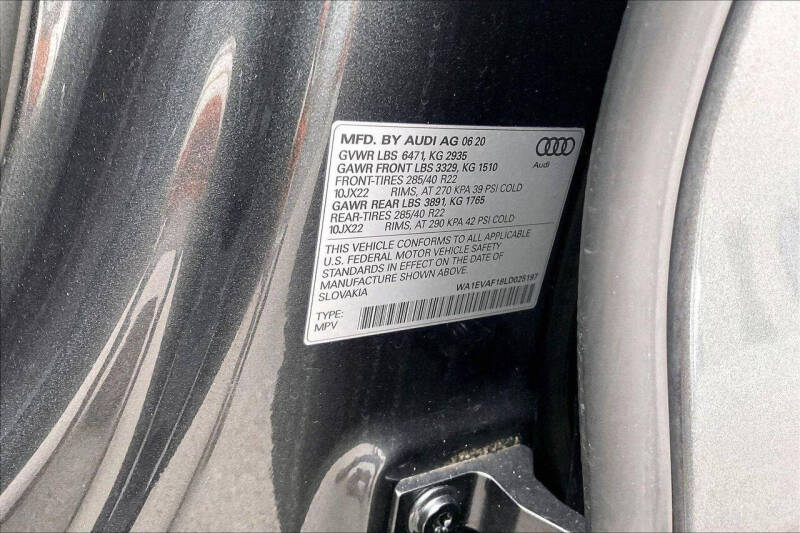 MFD. BY AUDI AG 06 20
GVWR LBS 6471, KG 2935
GAWR FRONT LBS 3329, KG 1510
FRONT-TIRES 285/40 R22
10JX22 RIMS, AT 270 KPA 39 PSI COLD
GAWR REAR LBS 3891, KG 1765
REAR-TIRES 285/40 R22
10JX22 RIMS, AT 290 KPA 42 PSI COLD
Audi
THIS VEHICLE CONFORMS TO ALL APPLICABLE
U.S. FEDERAL MOTOR VEHICLE SAFETY
STANDARDS IN EFFECT ON THE DATE OF
MANUFACTURE SHOWN ABOVE.
SLOVAKIA
WA1EVAF18LD025197
TYPE:
MPV